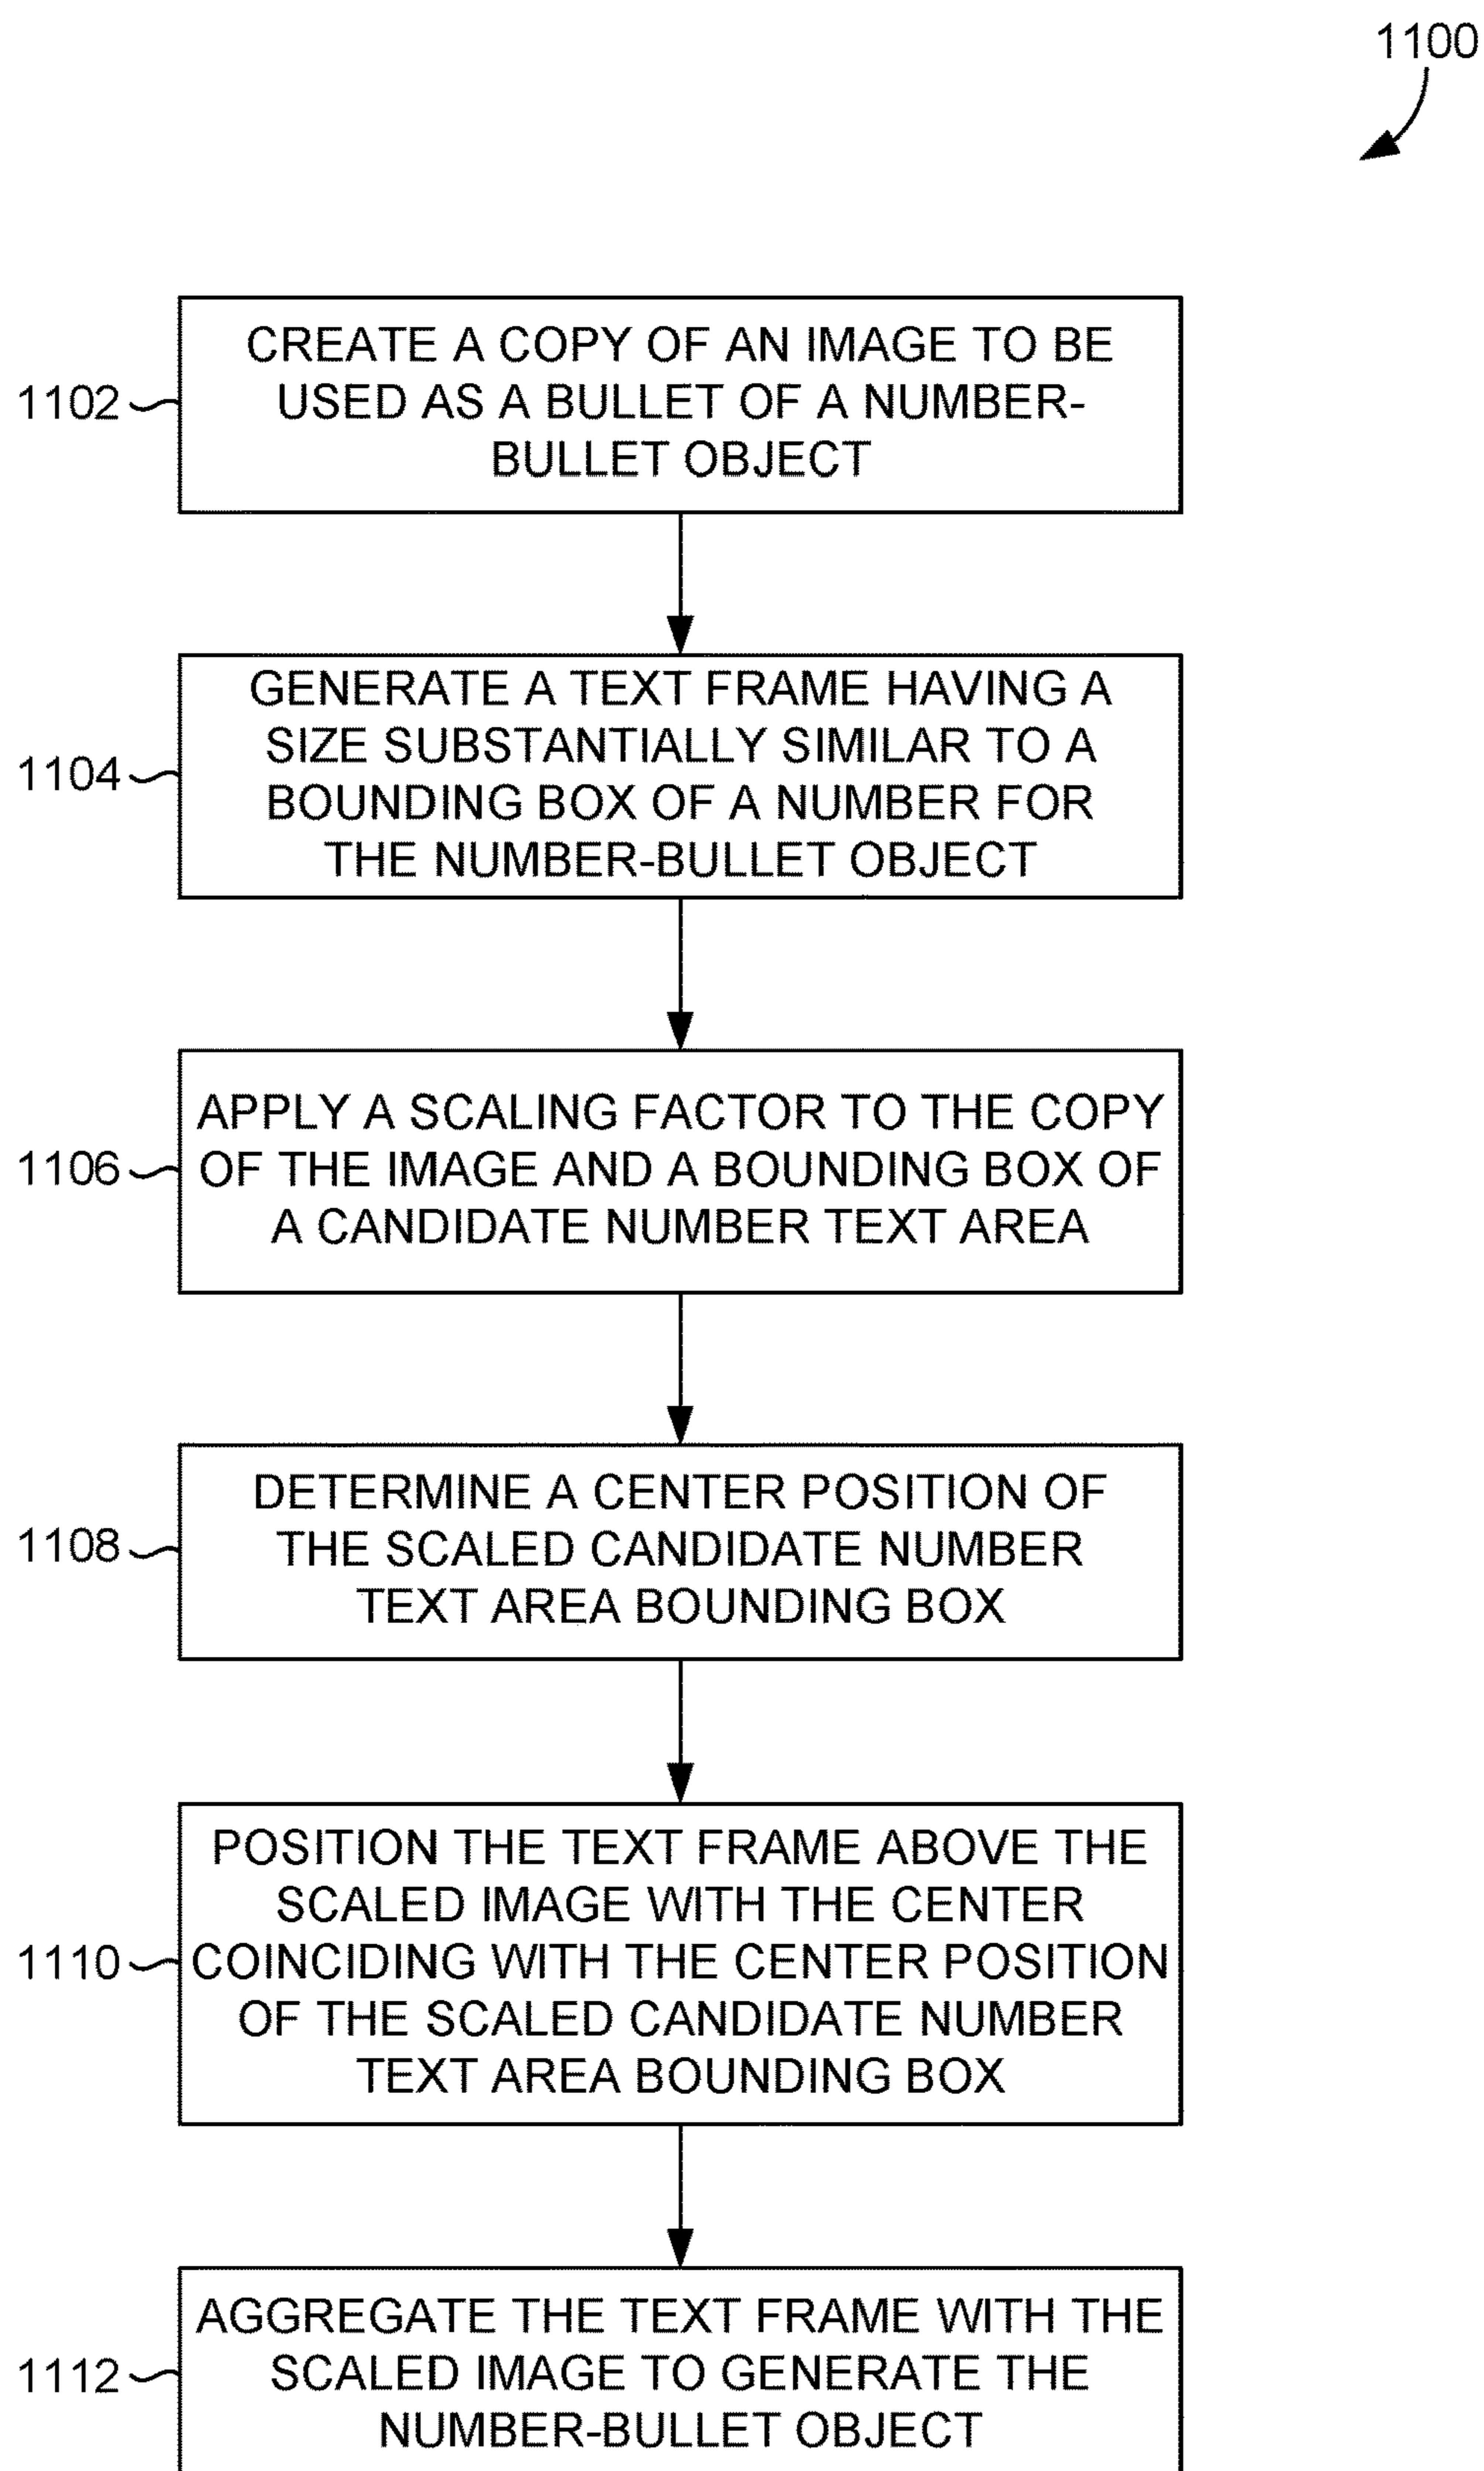 1100
CREATE A COPY OF AN IMAGE TO BE
USED AS A BULLET OF A NUMBER-
BULLET OBJECT
1102
GENERATE A TEXT FRAME HAVING A
SIZE SUBSTANTIALLY SIMILAR TO A
BOUNDING BOX OF A NUMBER FOR
THE NUMBER-BULLET OBJECT
1104
APPLY A SCALING FACTOR TO THE COPY
OF THE IMAGE AND A BOUNDING BOX OF
A CANDIDATE NUMBER TEXT AREA
1106
DETERMINE A CENTER POSITION OF
THE SCALED CANDIDATE NUMBER
TEXT AREA BOUNDING BOX
1108
POSITION THE TEXT FRAME ABOVE THE
SCALED IMAGE WITH THE CENTER
COINCIDING WITH THE CENTER POSITION
OF THE SCALED CANDIDATE NUMBER
TEXT AREA BOUNDING BOX
1110
AGGREGATE THE TEXT FRAME WITH THE
SCALED IMAGE TO GENERATE THE
NUMBER-BULLET OBJECT
1112